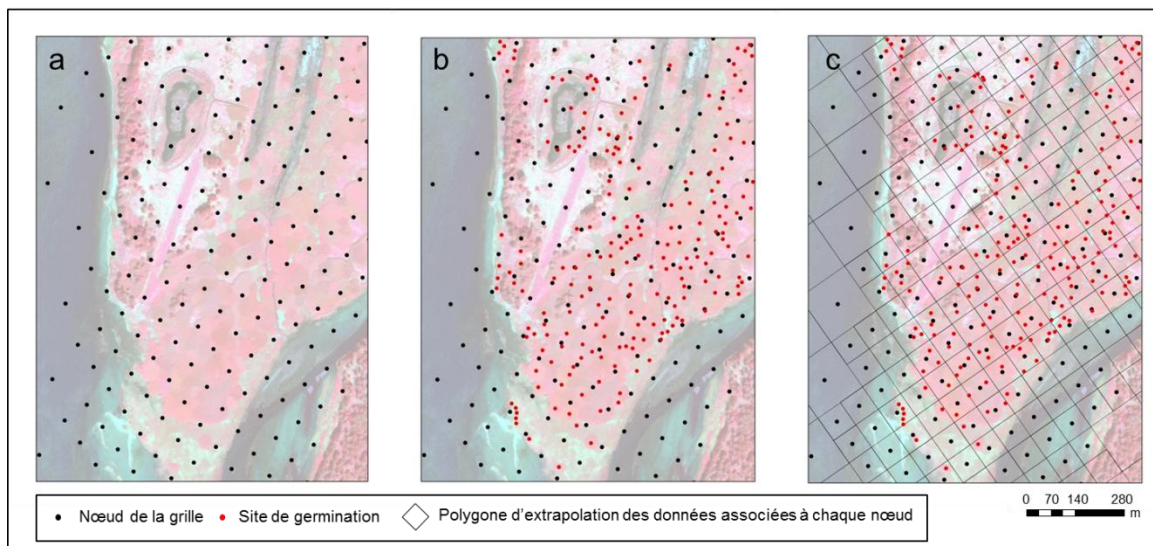 a
b
c
Nœud de la grille
Site de germination
Polygone d'extrapolation des données associées à chaque nœud
0 70 140 280
m